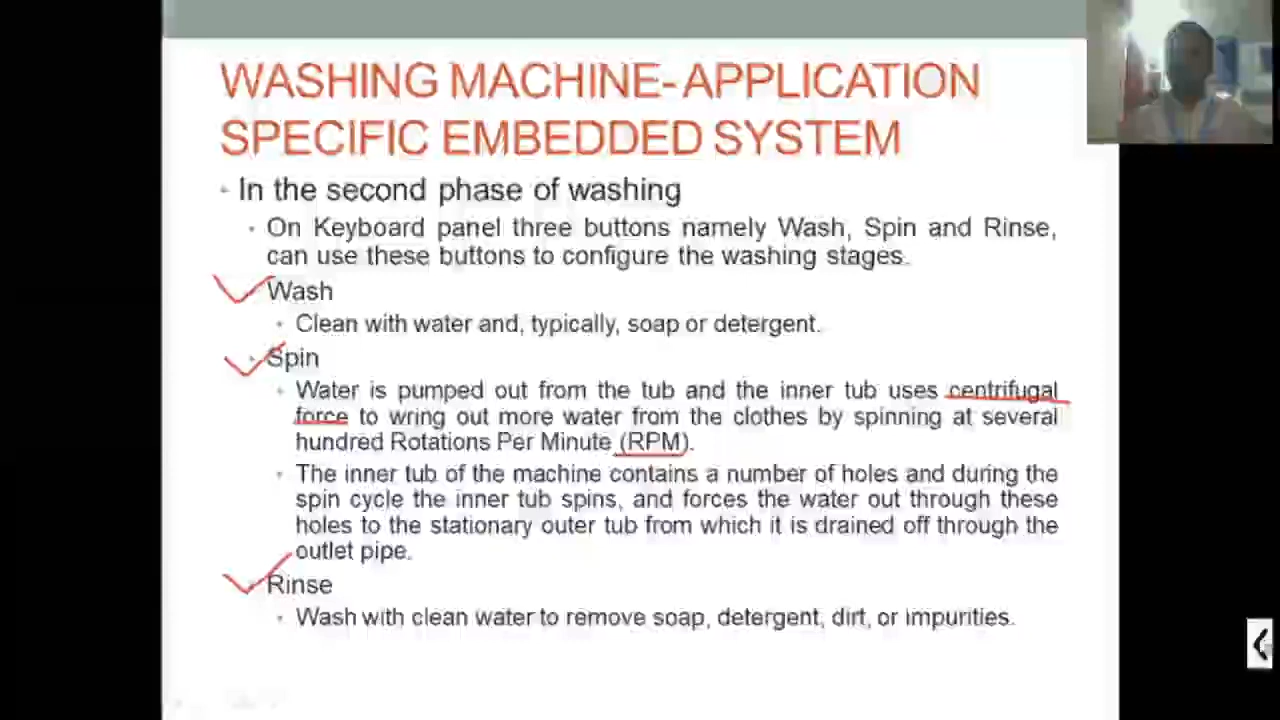 WASHING MACHINE- APPLICATION
SPECIFIC EMBEDDED SYSTEM
• In the second phase of washing
• On Keyboard panel three buttons namely Wash, Spin and Rinse,
can use these buttons to configure the washing stages.
Wash
• Clean with water and, typically, soap or detergent.
• Spin
• Water is pumped out from the tub and the inner tub uses centrifugal
force to wring out more water from the clothes by spinning at several
hundred Rotations Per Minute (RPM).
• The inner tub of the machine contains a number of holes and during the
spin cycle the inner tub spins, and forces the water out through these
holes to the stationary outer tub from which it is drained off through the
outlet pipe.
• Rinse
• Wash with clean water to remove soap, detergent, dirt, or impurities.